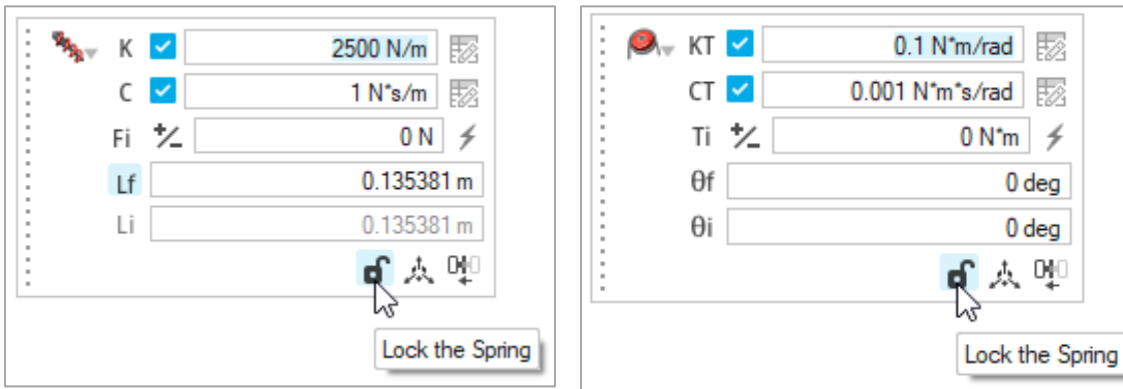 K 2500 N/m
C 1 N*s/m
Fi 0 N
Lf 0.135381 m
Li 0.135381 m
Lock the Spring
KT 0.1 N*m/rad
CT 0.001 N*m*s/rad
Ti 0 N*m
θf 0 deg
θi 0 deg
Lock the Spring